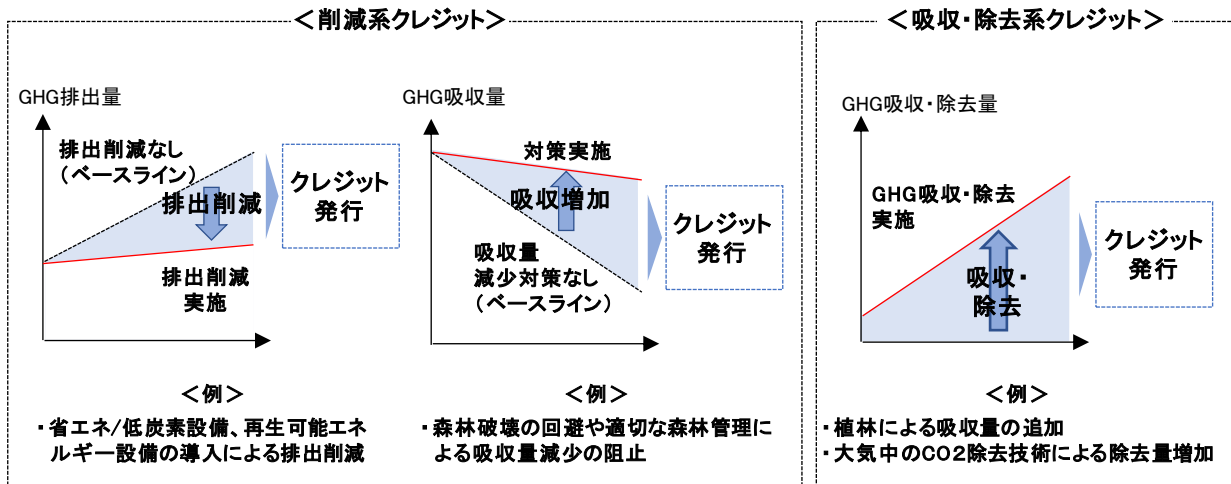 ＜削減系クレジット＞
GHG排出量
排出削減なし
（ベースライン）
排出削減
排出削減
実施
クレジット
発行
＜例＞
・省エネ/低炭素設備、再生可能エネ
ルギー設備の導入による排出削減
GHG吸収量
対策実施
吸収増加
吸収量
減少対策なし
（ベースライン）
クレジット
発行
＜例＞
・森林破壊の回避や適切な森林管理に
よる吸収量減少の阻止
＜吸収・除去系クレジット＞
GHG吸収・除去量
GHG吸収・除去
実施
吸収・
除去
クレジット
発行
＜例＞
・植林による吸収量の追加
・大気中のCO2除去技術による除去量増加